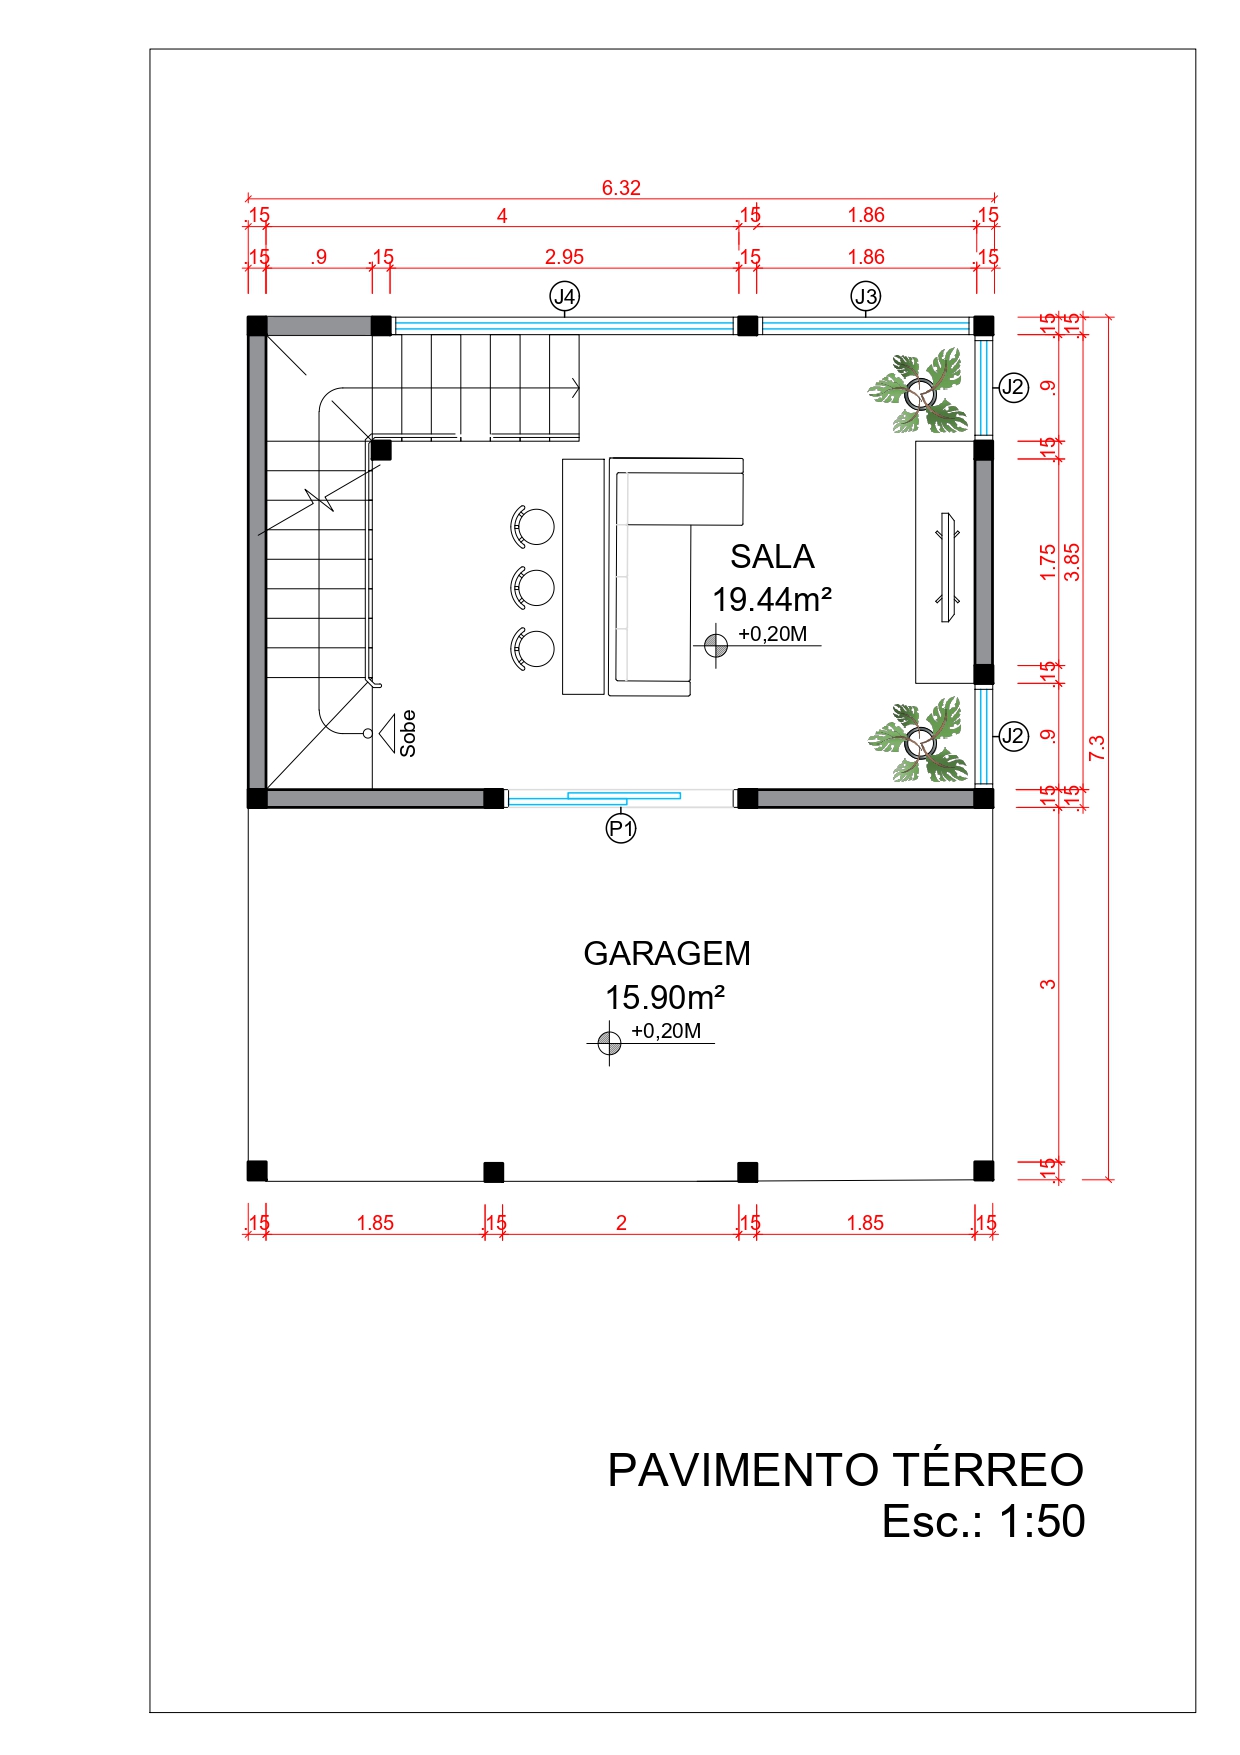 6.32
.15 4 .15 1.86 .15
.15 .9 .15 2.95 .15 1.86 .15
J4 J3
.15 .15
J2 .9
.15
SALA
19.44m²
+0,20M
1.75 3.85
.15
Sobe
J2 .9
7.3
.15 .15
P1
GARAGEM
15.90m²
+0,20M
3
.15
.15 1.85 .15 2 .15 1.85 .15
PAVIMENTO TÉRREO
Esc.: 1:50